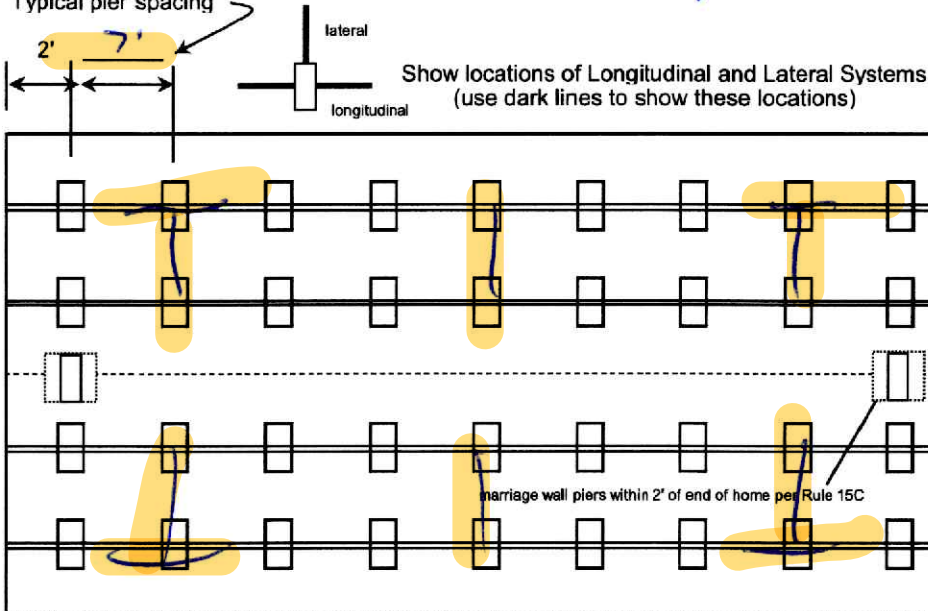 Typical pier spacing
lateral
2'
7'
longitudinal
Show locations of Longitudinal and Lateral Systems
(use dark lines to show these locations)
marriage wall piers within 2' of end of home per Rule 15C